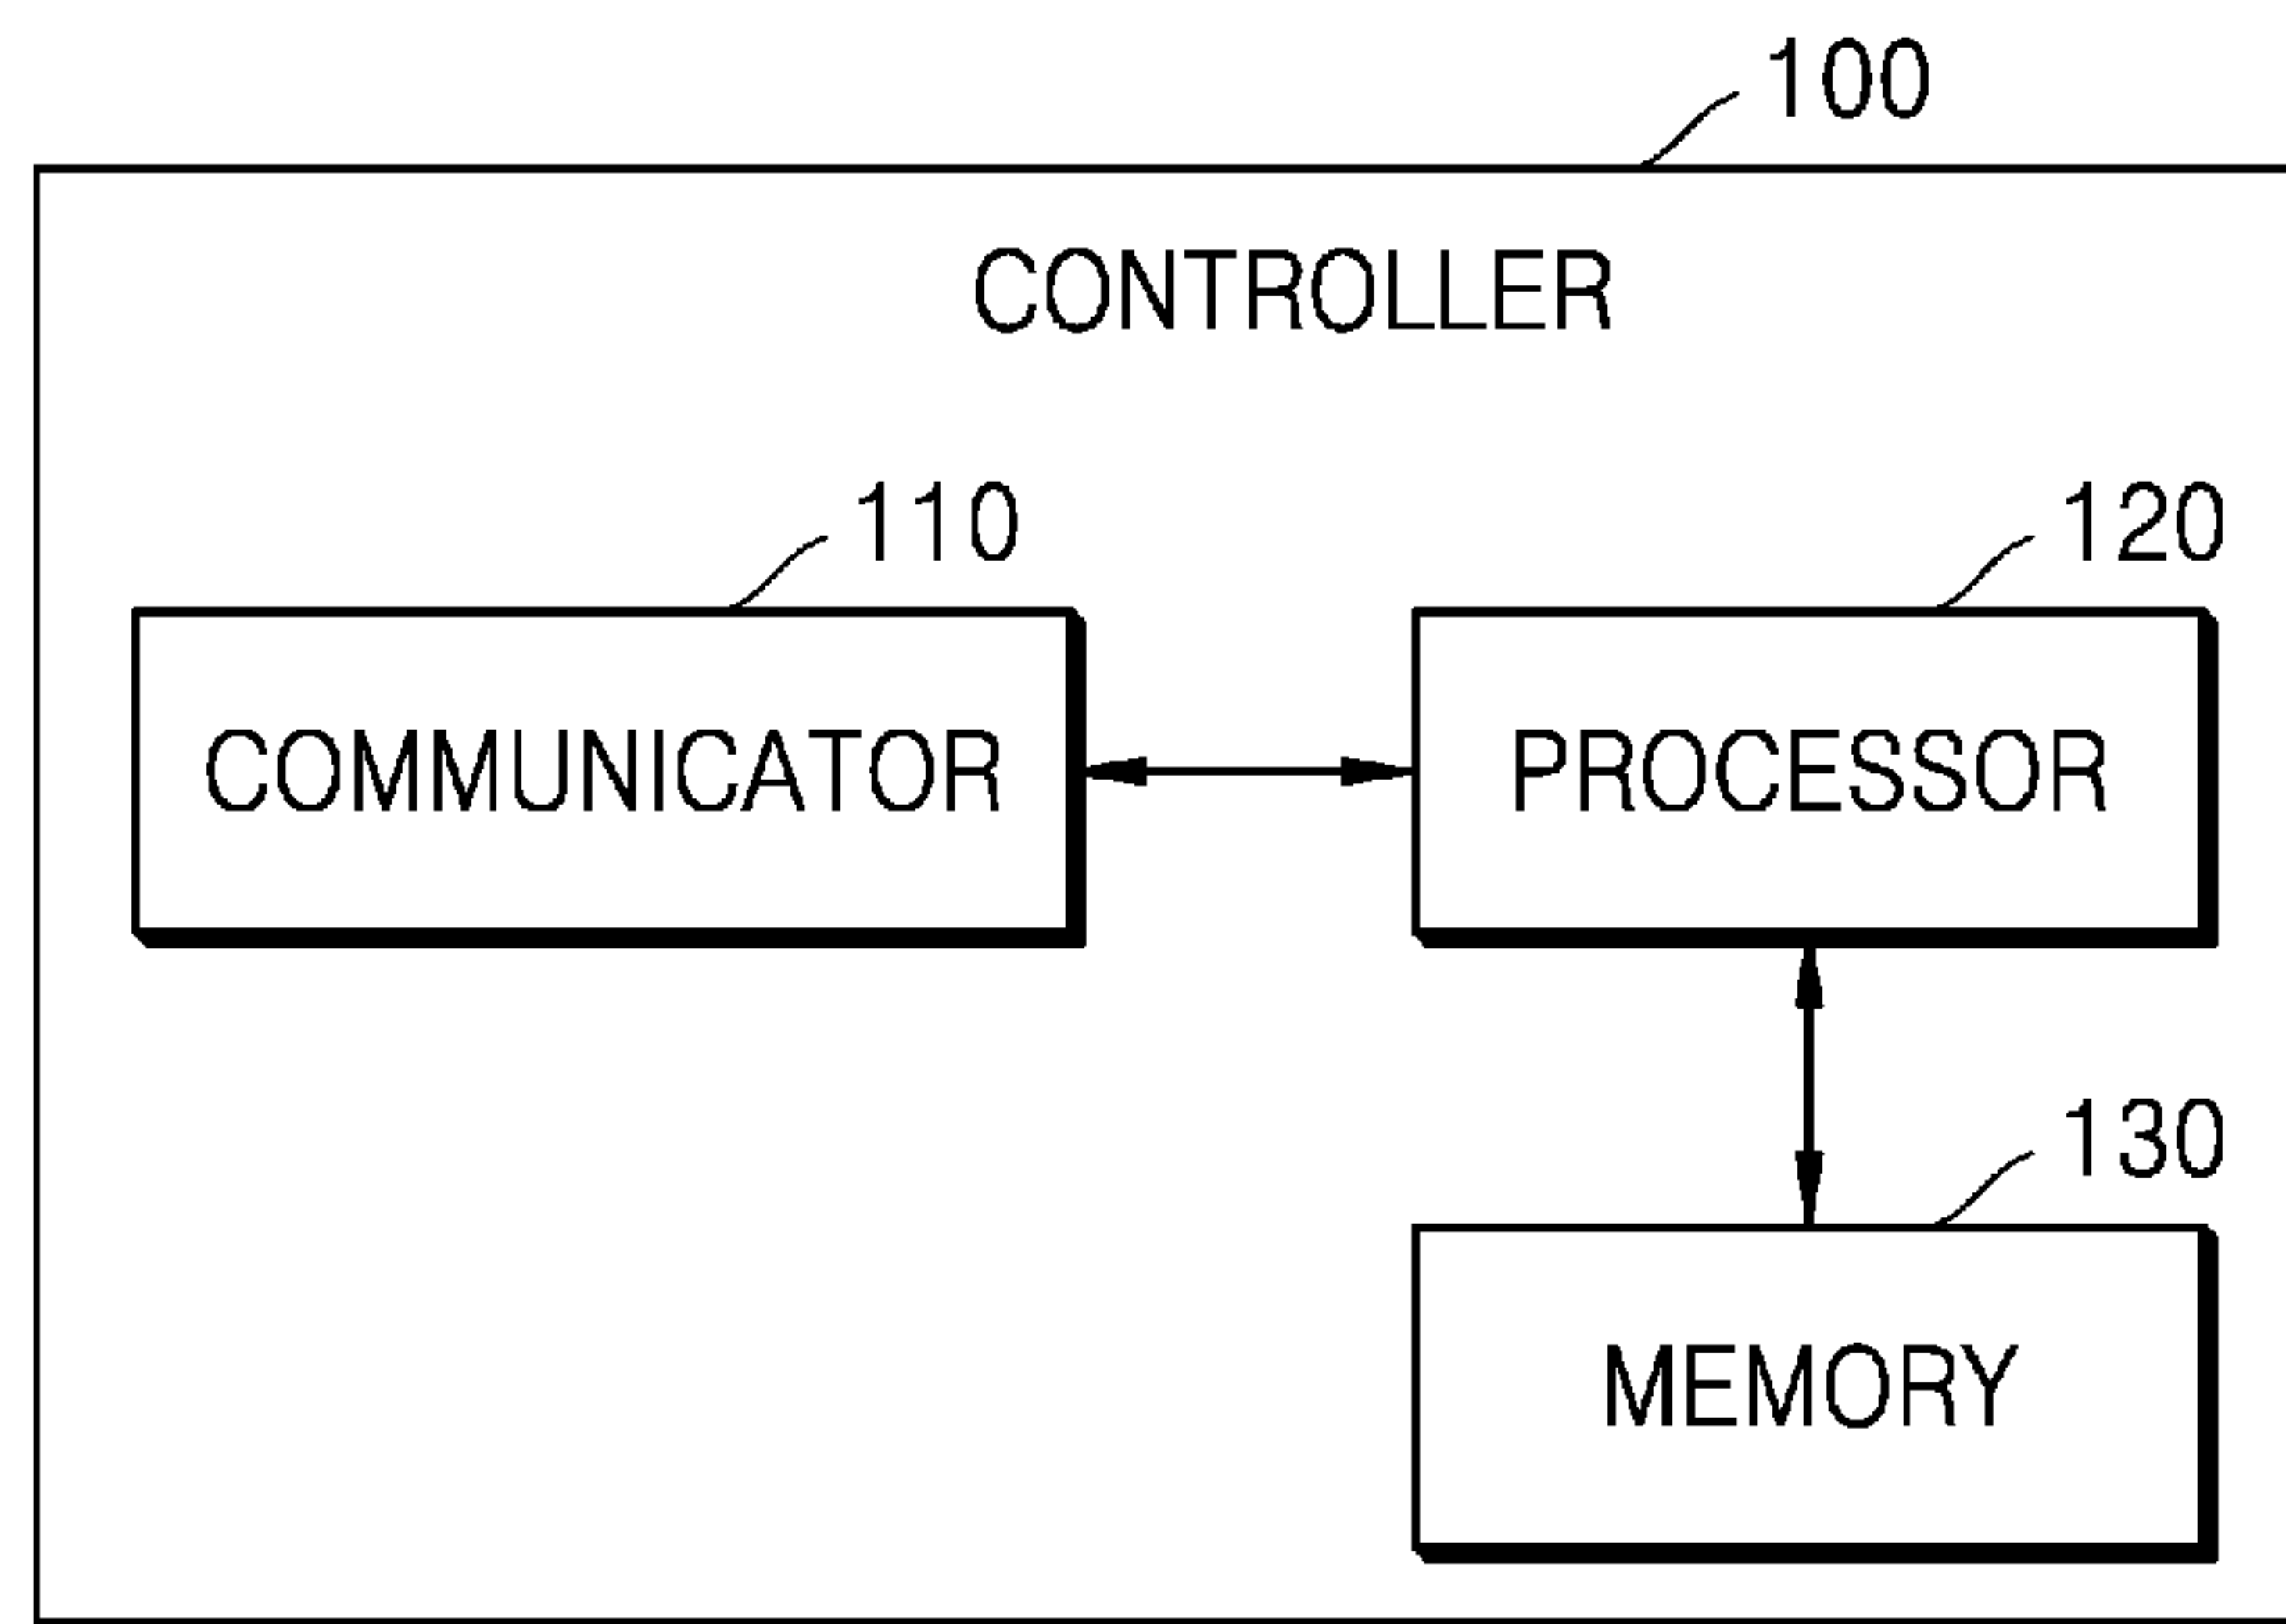 100
CONTROLLER
110
120
COMMUNICATOR
PROCESSOR
130
MEMORY